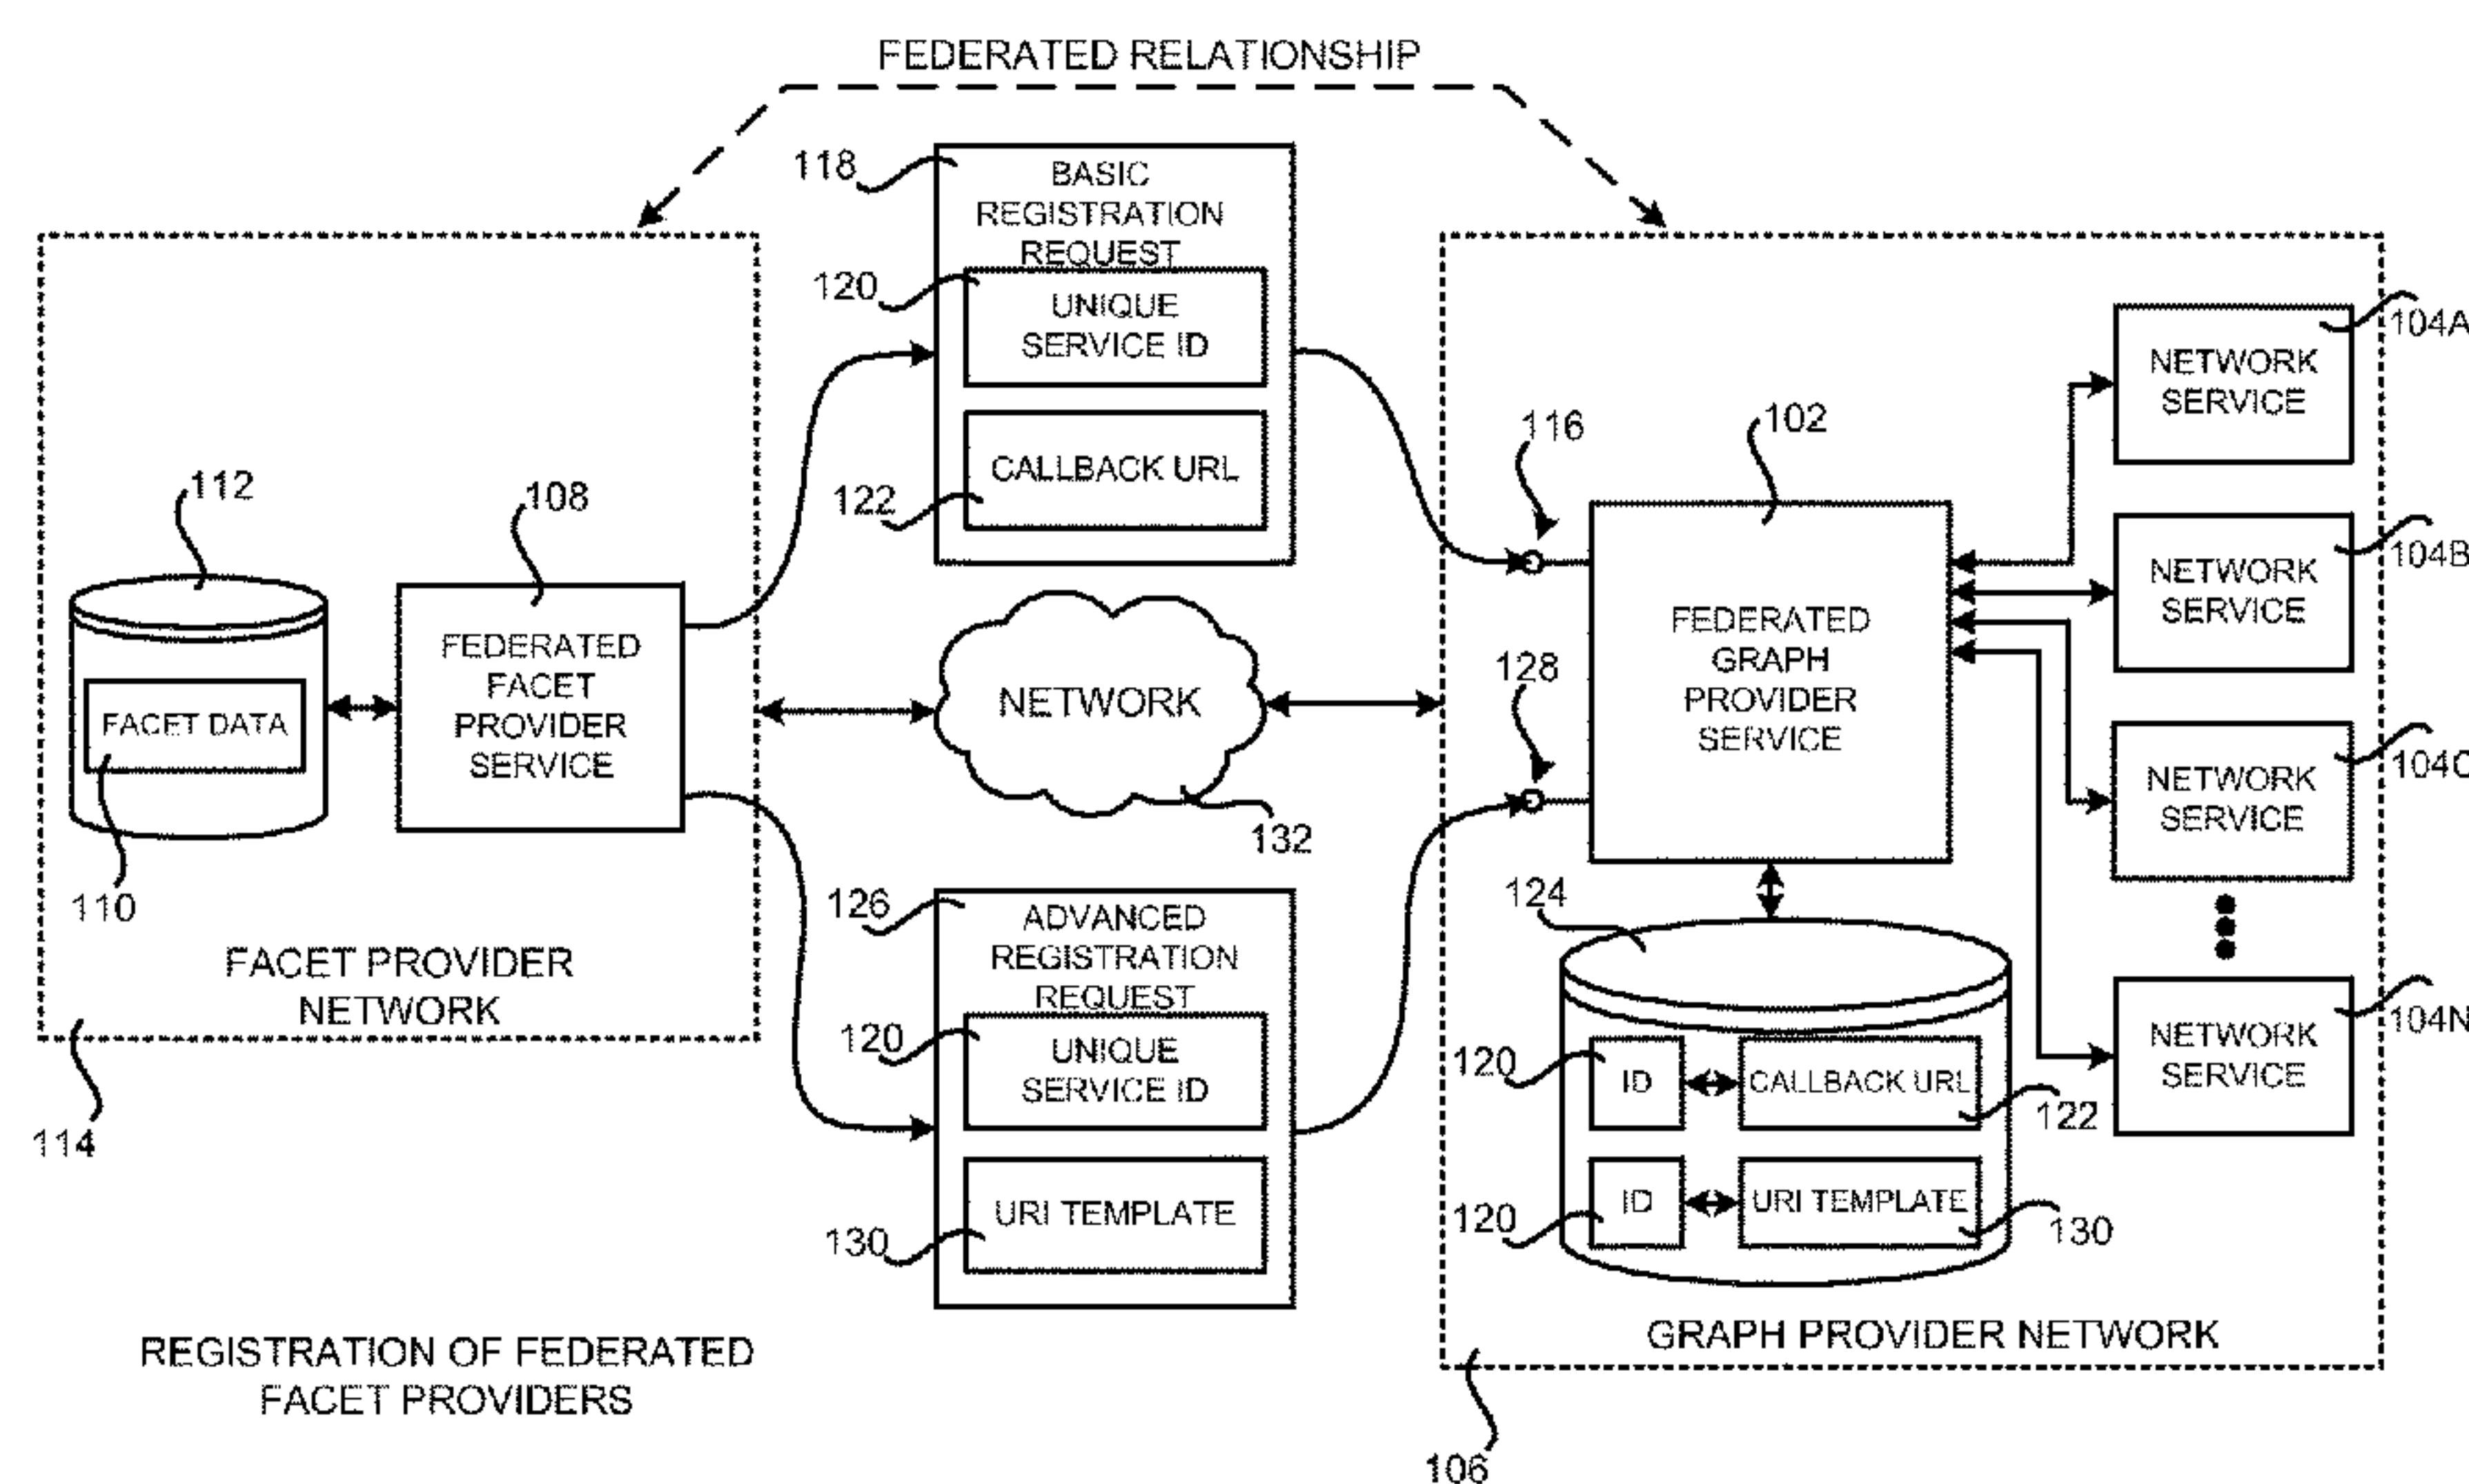 FEDERATED RELATIONSHIP
118
BASIC
REGISTRATION
REQUEST
120
UNIQUE
SERVICE ID
CALLBACK URL
122
112
108
FACET DATA
FEDERATED
FACET
PROVIDER
SERVICE
110
FACET PROVIDER
NETWORK
114
NETWORK
132
126
ADVANCED
REGISTRATION
REQUEST
120
UNIQUE
SERVICE ID
URI TEMPLATE
130
116
102
128
FEDERATED
GRAPH
PROVIDER
SERVICE
104A
NETWORK
SERVICE
104B
NETWORK
SERVICE
104C
NETWORK
SERVICE
104N
NETWORK
SERVICE
124
120
ID
CALLBACK URL
122
120
ID
URI TEMPLATE
130
GRAPH PROVIDER NETWORK
106
REGISTRATION OF FEDERATED
FACET PROVIDERS